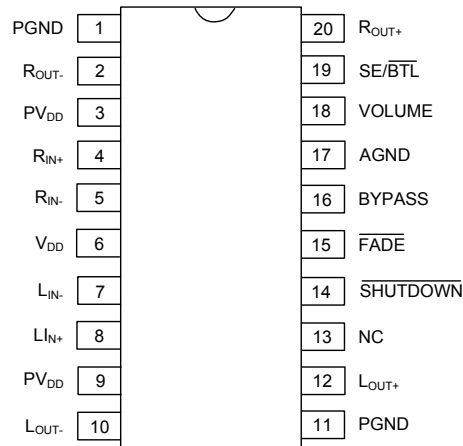 PGND 1 20 ROUT+
ROUT- 2 19 SE/BTL
PVDD 3 18 VOLUME
RIN+ 4 17 AGND
RIN- 5 16 BYPASS
VDD 6 15 FADE
LIN- 7 14 SHUTDOWN
LIN+ 8 13 NC
PVDD 9 12 LOUT+
LOUT- 10 11 PGND